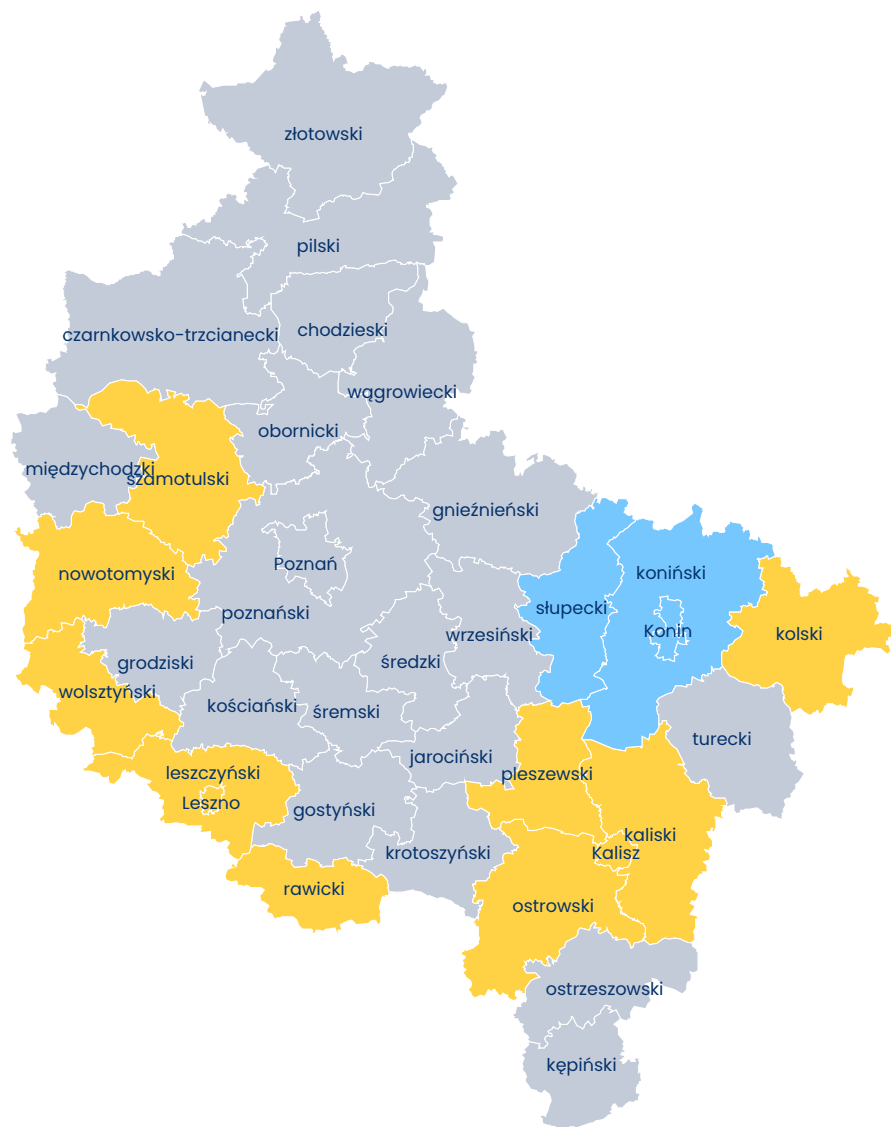 złotowski
pilski
chodzieski
czarnkowsko-trzcianecki
wągrowiecki
obornicki
międzychodzki
szamotulski
gnieźnieński
Poznań
nowotomyski
koniński
słupecki
poznański
Konin
kolski
wrzesiński
średzki
grodziski
wolsztyński
kościański
śremski
turecki
jarociński
leszczyński
pleszewski
Leszno
gostyński
kaliski
krotoszyński
Kalisz
rawicki
ostrowski
ostrzeszowski
kępiński